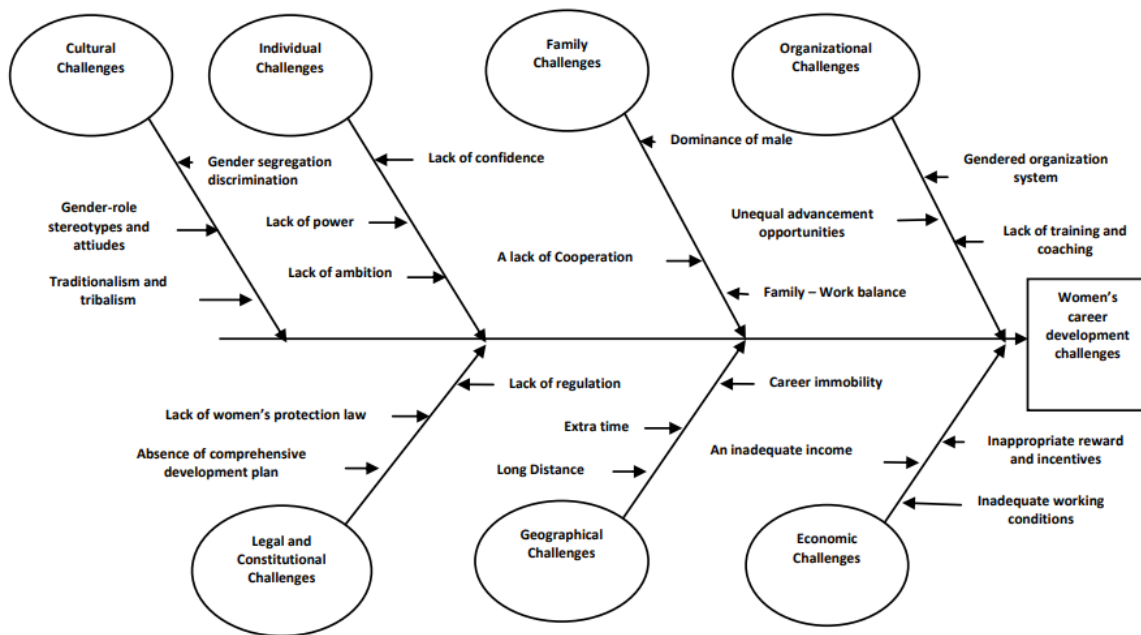 Cultural
Challenges
Individual
Challenges
Family
Challenges
Organizational
Challenges
Gender segregation
discrimination
Gender-role
stereotypes and
attiudes
Traditionalism and
tribalism
Lack of confidence
Lack of power
Lack of ambition
Dominance of male
A lack of Cooperation
Family – Work balance
Gendered organization
system
Unequal advancement
opportunities
Lack of training and
coaching
Women’s
career
development
challenges
Lack of regulation
Lack of women’s protection law
Absence of comprehensive
development plan
Legal and
Constitutional
Challenges
Career immobility
Extra time
Long Distance
Geographical
Challenges
An inadequate income
Inappropriate reward
and incentives
Inadequate working
conditions
Economic
Challenges